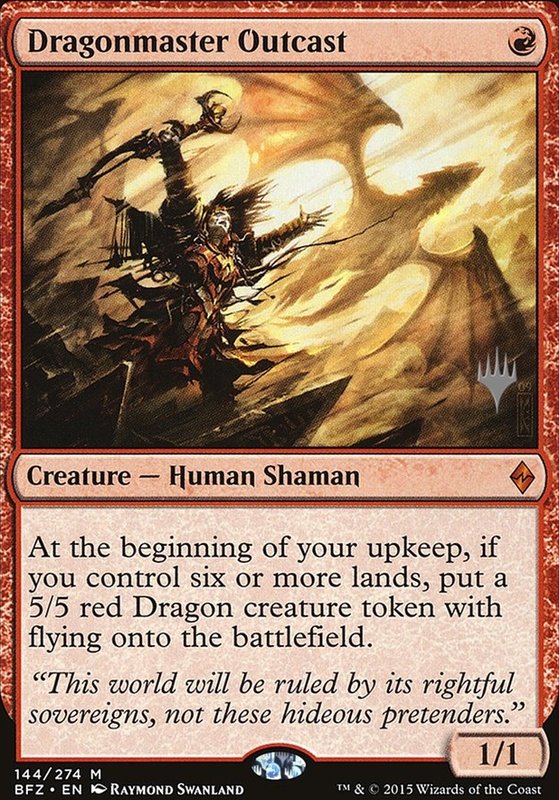 Dragonmaster Outcast
Creature — Human Shaman
At the beginning of your upkeep, if
you control six or more lands, put a
5/5 red Dragon creature token with
flying onto the battlefield.
“This world will be ruled by its rightful
sovereigns, not these hideous pretenders.”
1/1
144/274 M
BFZ • EN Raymond Swanland
™ & © 2015 Wizards of the Coast